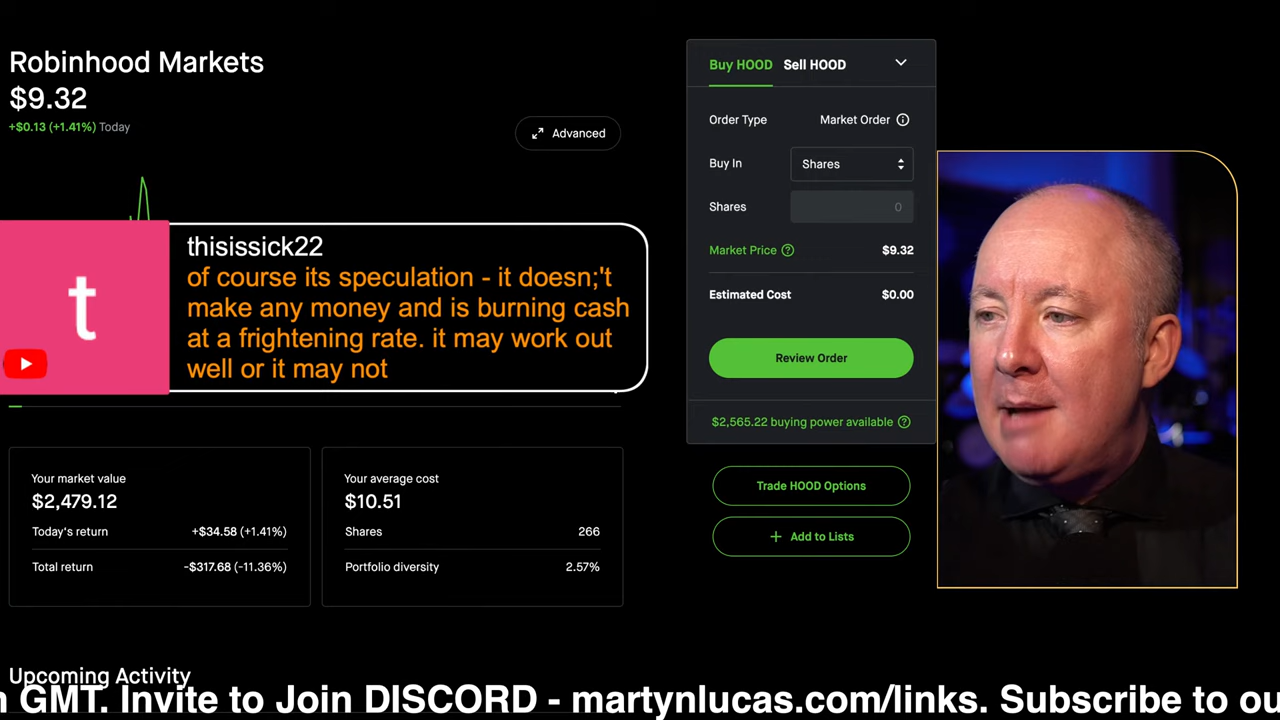 Robinhood Markets
$9.32
+$0.13 (+1.41%) Today
Advanced
t
thisissick22
of course its speculation - it doesn;'t
make any money and is burning cash
at a frightening rate. it may work out
well or it may not
Your market value
$2,479.12
Today's return +$34.58 (+1.41%)
Total return -$317.68 (-11.36%)
Your average cost
$10.51
Shares 266
Portfolio diversity 2.57%
Buy HOOD Sell HOOD
Order Type Market Order
Buy In Shares
Shares 0
Market Price $9.32
Estimated Cost $0.00
Review Order
$2,565.22 buying power available
Trade HOOD Options
+ Add to Lists
Upcoming Activity
GMT. Invite to Join DISCORD - martynlucas.com/links. Subscribe to ou